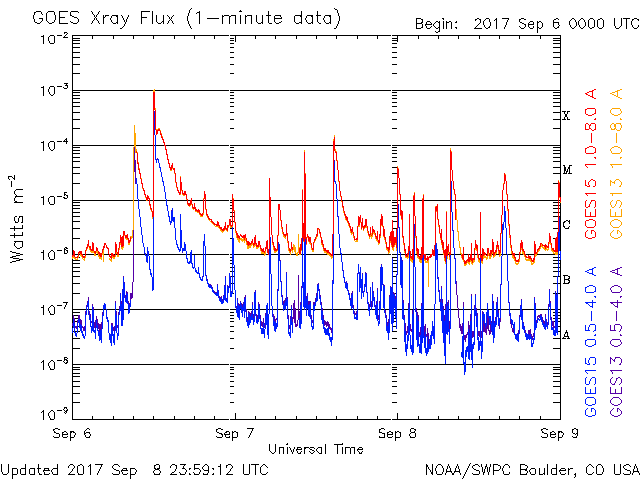 GOES Xray Flux (1-minute data)
Begin: 2017 Sep 6 0000 UTC
10-2
10-3
10-4
10-5
10-6
10-7
10-8
10-9
Watts m-2
X
M
C
B
A
GOES15 1.0-8.0 A
GOES13 1.0-8.0 A
GOES15 0.5-4.0 A
GOES13 0.5-4.0 A
Sep 6
Sep 7
Sep 8
Sep 9
Universal Time
Updated 2017 Sep 8 23:59:12 UTC
NOAA/SWPC Boulder, CO USA